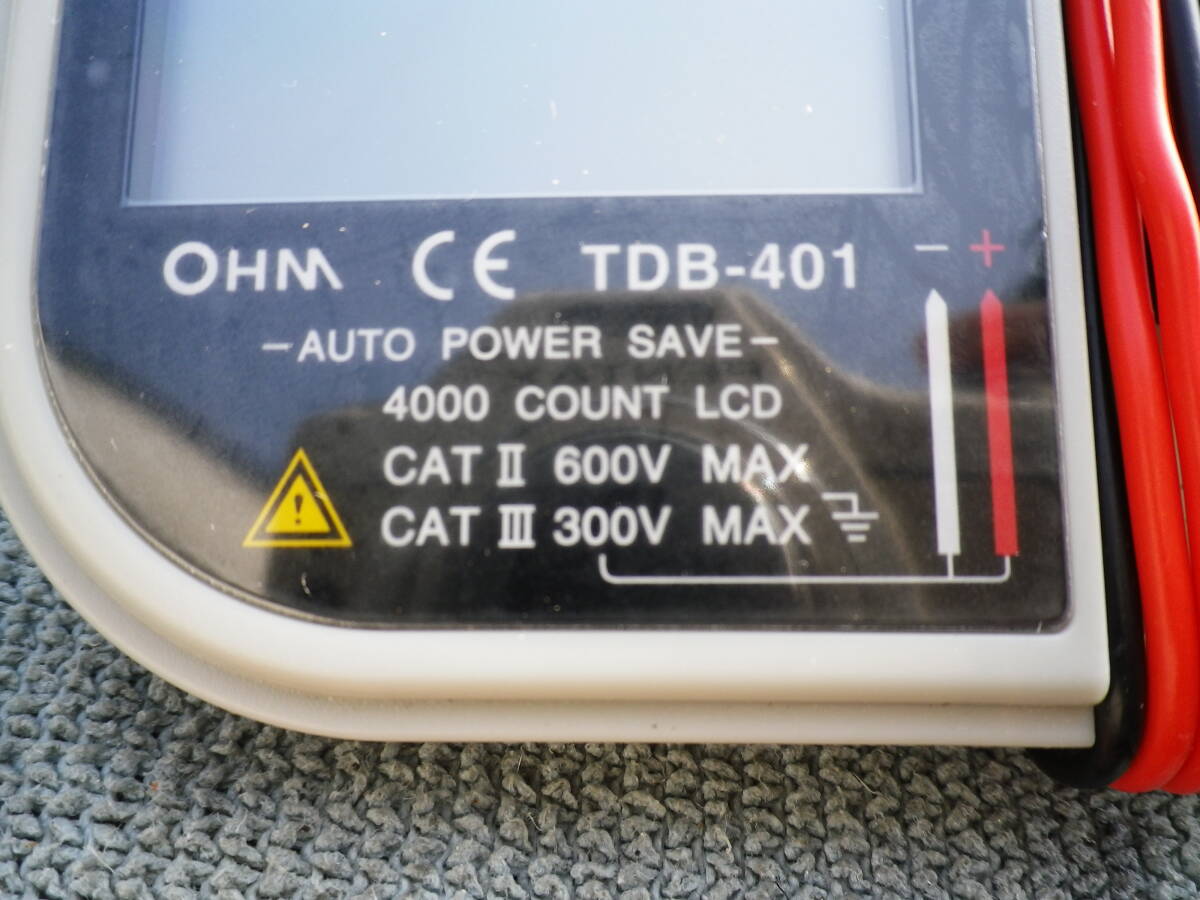 OHM CE TDB-401 − +
−AUTO POWER SAVE−
4000 COUNT LCD
CAT II 600V MAX
! CAT III 300V MAX